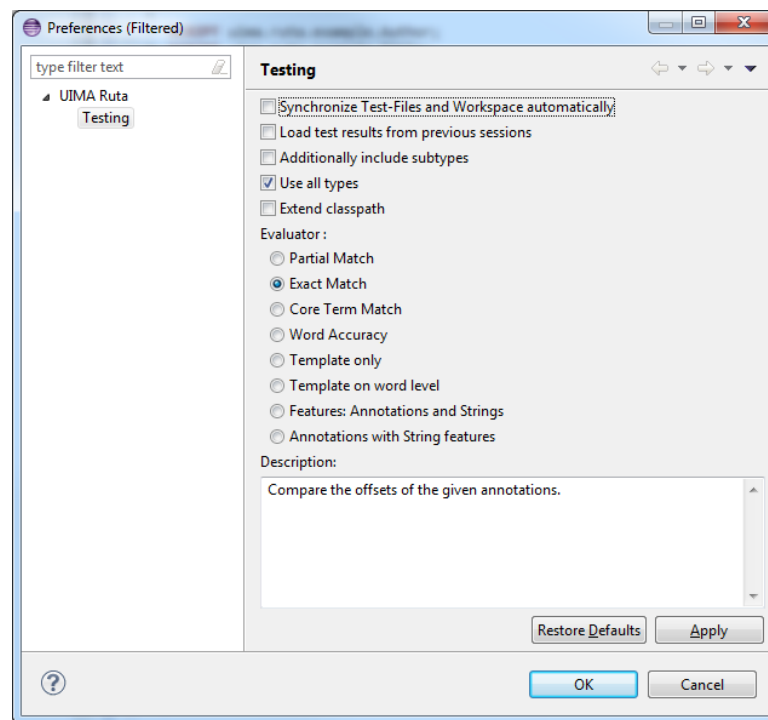 Preferences (Filtered)
type filter text
UIMA Ruta
Testing
Testing
Synchronize Test-Files and Workspace automatically
Load test results from previous sessions
Additionally include subtypes
Use all types
Extend classpath
Evaluator :
Partial Match
Exact Match
Core Term Match
Word Accuracy
Template only
Template on word level
Features: Annotations and Strings
Annotations with String features
Description:
Compare the offsets of the given annotations.
Restore Defaults
Apply
OK
Cancel